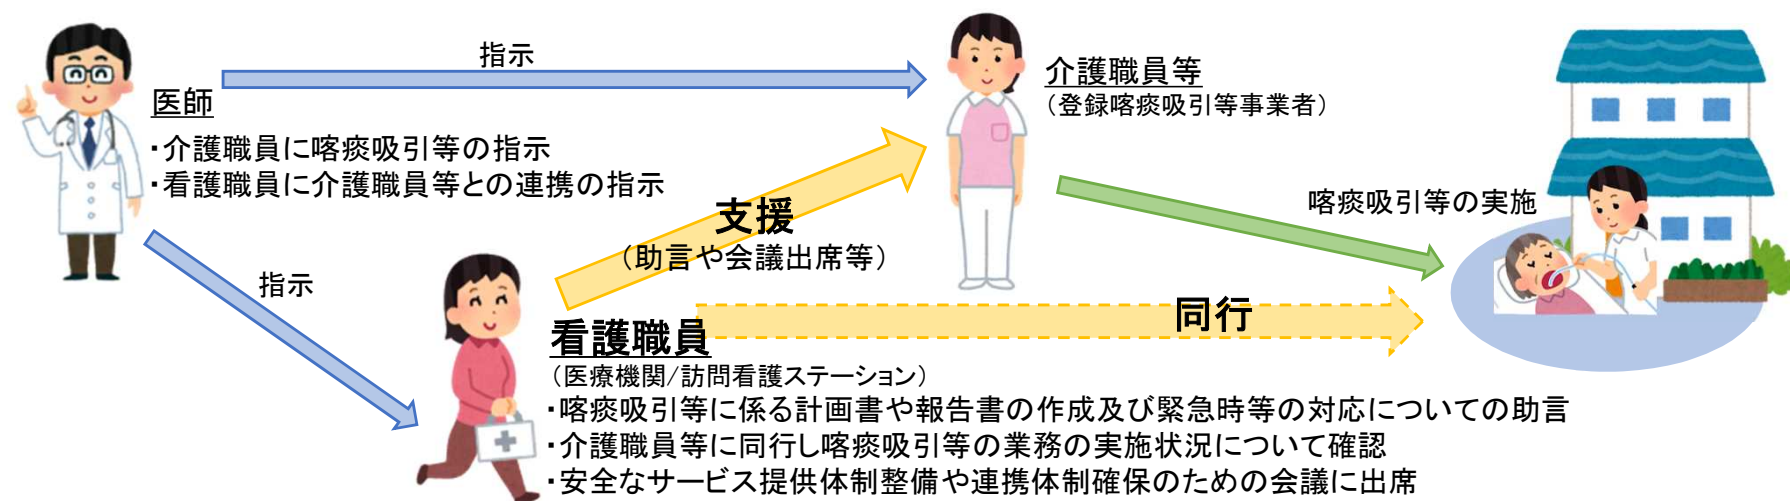 指示
医師
・介護職員に喀痰吸引等の指示
・看護職員に介護職員等との連携の指示
介護職員等
（登録喀痰吸引等事業者）
支援
（助言や会議出席等）
喀痰吸引等の実施
指示
同行
看護職員
（医療機関/訪問看護ステーション）
・喀痰吸引等に係る計画書や報告書の作成及び緊急時等の対応についての助言
・介護職員等に同行し喀痰吸引等の業務の実施状況について確認
・安全なサービス提供体制整備や連携体制確保のための会議に出席